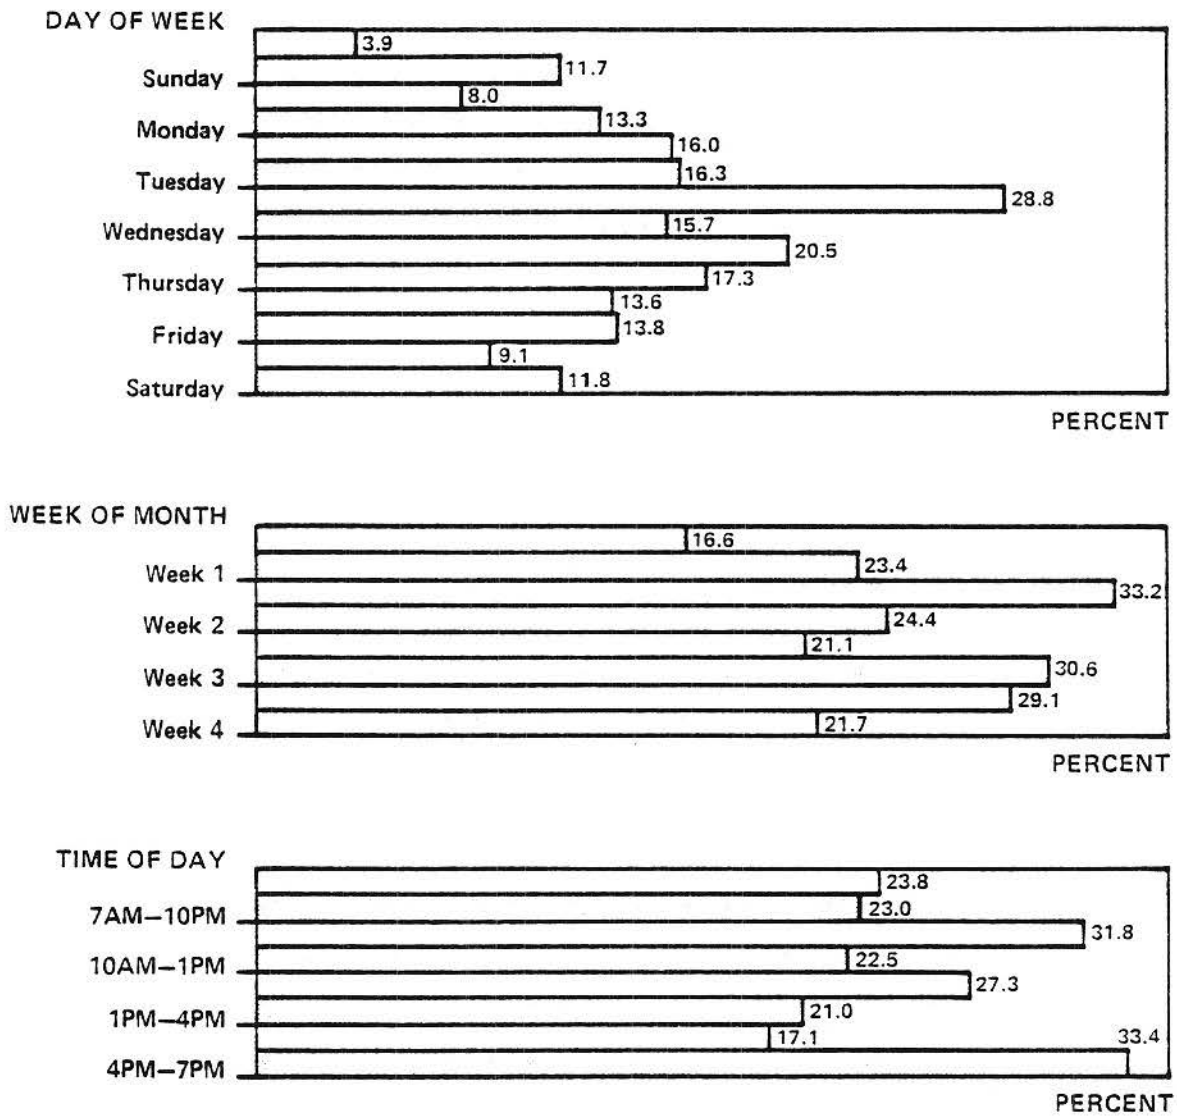 DAY OF WEEK
3.9
Sunday 11.7
8.0
Monday 13.3
16.0
Tuesday 16.3
28.8
Wednesday 15.7
20.5
Thursday 17.3
13.6
Friday 13.8
9.1
Saturday 11.8
PERCENT
WEEK OF MONTH
16.6
Week 1 23.4
33.2
Week 2 24.4
21.1
Week 3 30.6
29.1
Week 4 21.7
PERCENT
TIME OF DAY
23.8
7AM—10PM 23.0
31.8
10AM—1PM 22.5
27.3
1PM—4PM 21.0
17.1 33.4
4PM—7PM
PERCENT